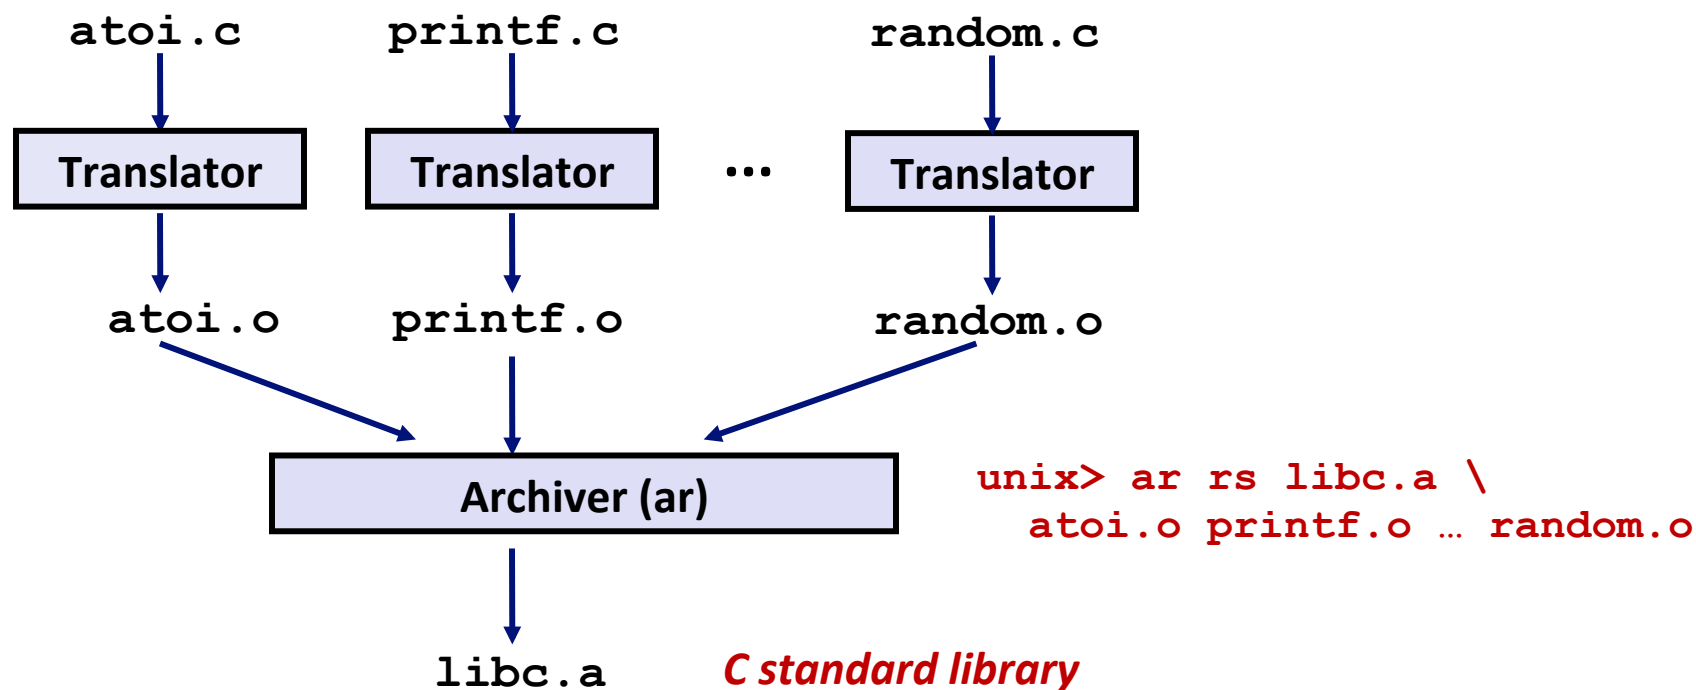 atoi.c printf.c random.c
Translator Translator ... Translator
atoi.o printf.o random.o
Archiver (ar)
unix> ar rs libc.a \
atoi.o printf.o … random.o
libc.a C standard library